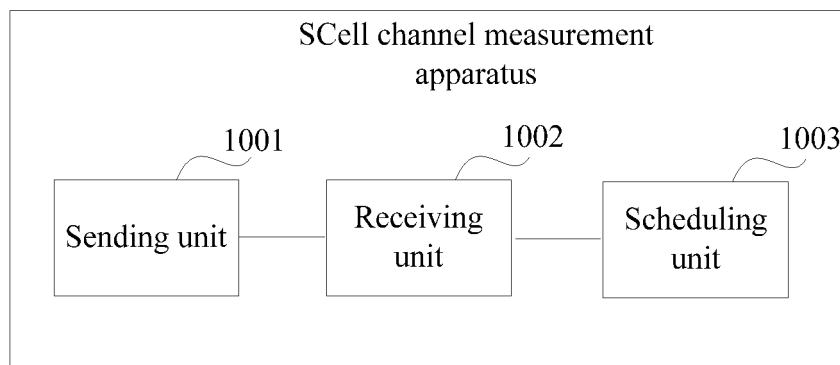 SCell channel measurement
apparatus
1001
1002
1003
Sending unit
Receiving
unit
Scheduling
unit